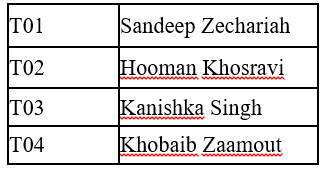 T01 Sandeep Zechariah
T02 Hooman Khosravi
T03 Kanishka Singh
T04 Khobaib Zaamout